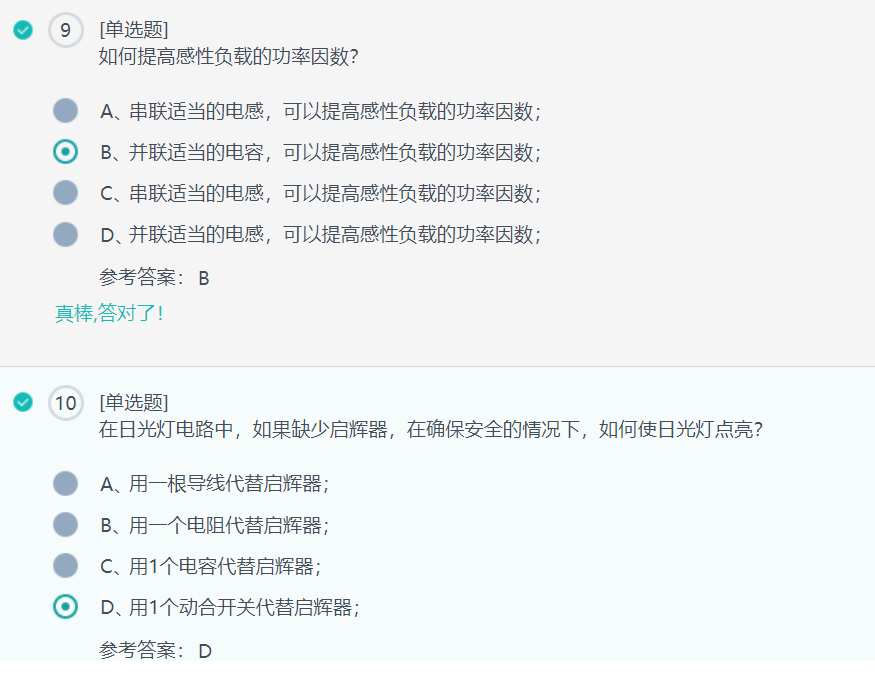 9 [单选题]
如何提高感性负载的功率因数？
A、串联适当的电感，可以提高感性负载的功率因数；
B、并联适当的电容，可以提高感性负载的功率因数；
C、串联适当的电感，可以提高感性负载的功率因数；
D、并联适当的电感，可以提高感性负载的功率因数；
参考答案： B
真棒,答对了！
10 [单选题]
在日光灯电路中，如果缺少启辉器，在确保安全的情况下，如何使日光灯点亮？
A、用一根导线代替启辉器；
B、用一个电阻代替启辉器；
C、用1个电容代替启辉器；
D、用1个动合开关代替启辉器；
参考答案： D